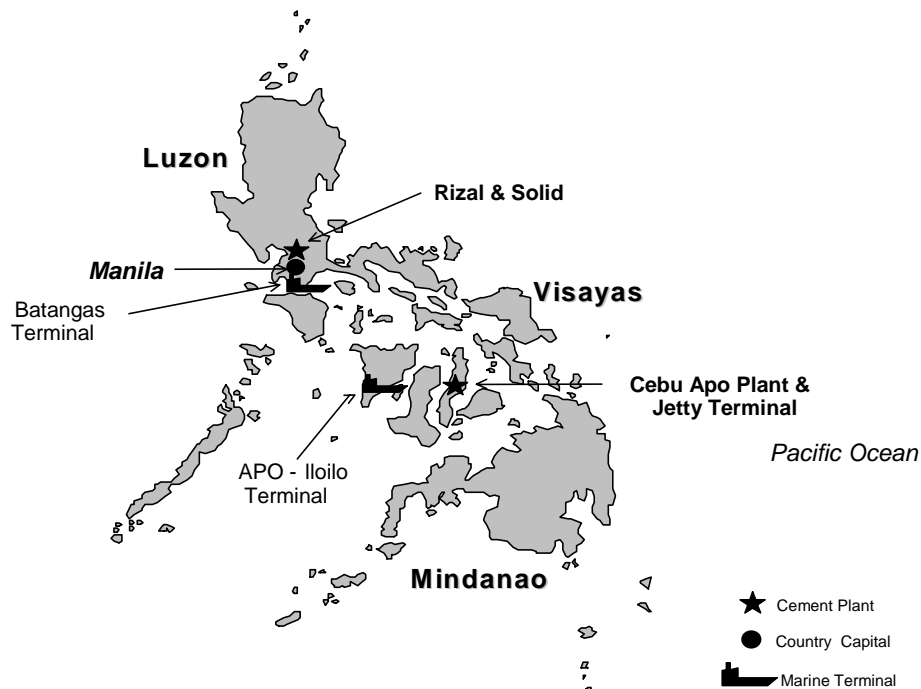 Luzon
Rizal & Solid
Manila
Batangas
Terminal
Visayas
Cebu Apo Plant &
Jetty Terminal
Pacific Ocean
APO - Iloilo
Terminal
Mindanao
Cement Plant
Country Capital
Marine Terminal